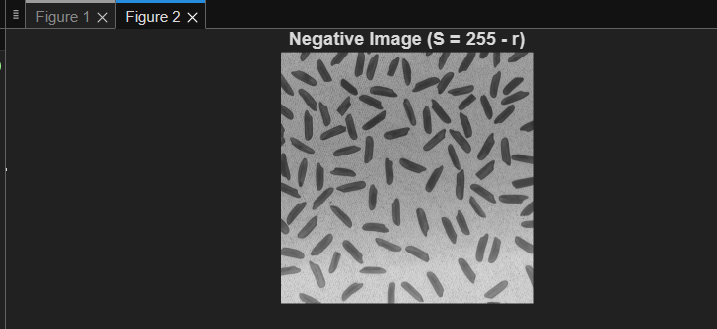 Figure 1 Figure 2
Negative Image (S = 255 - r)